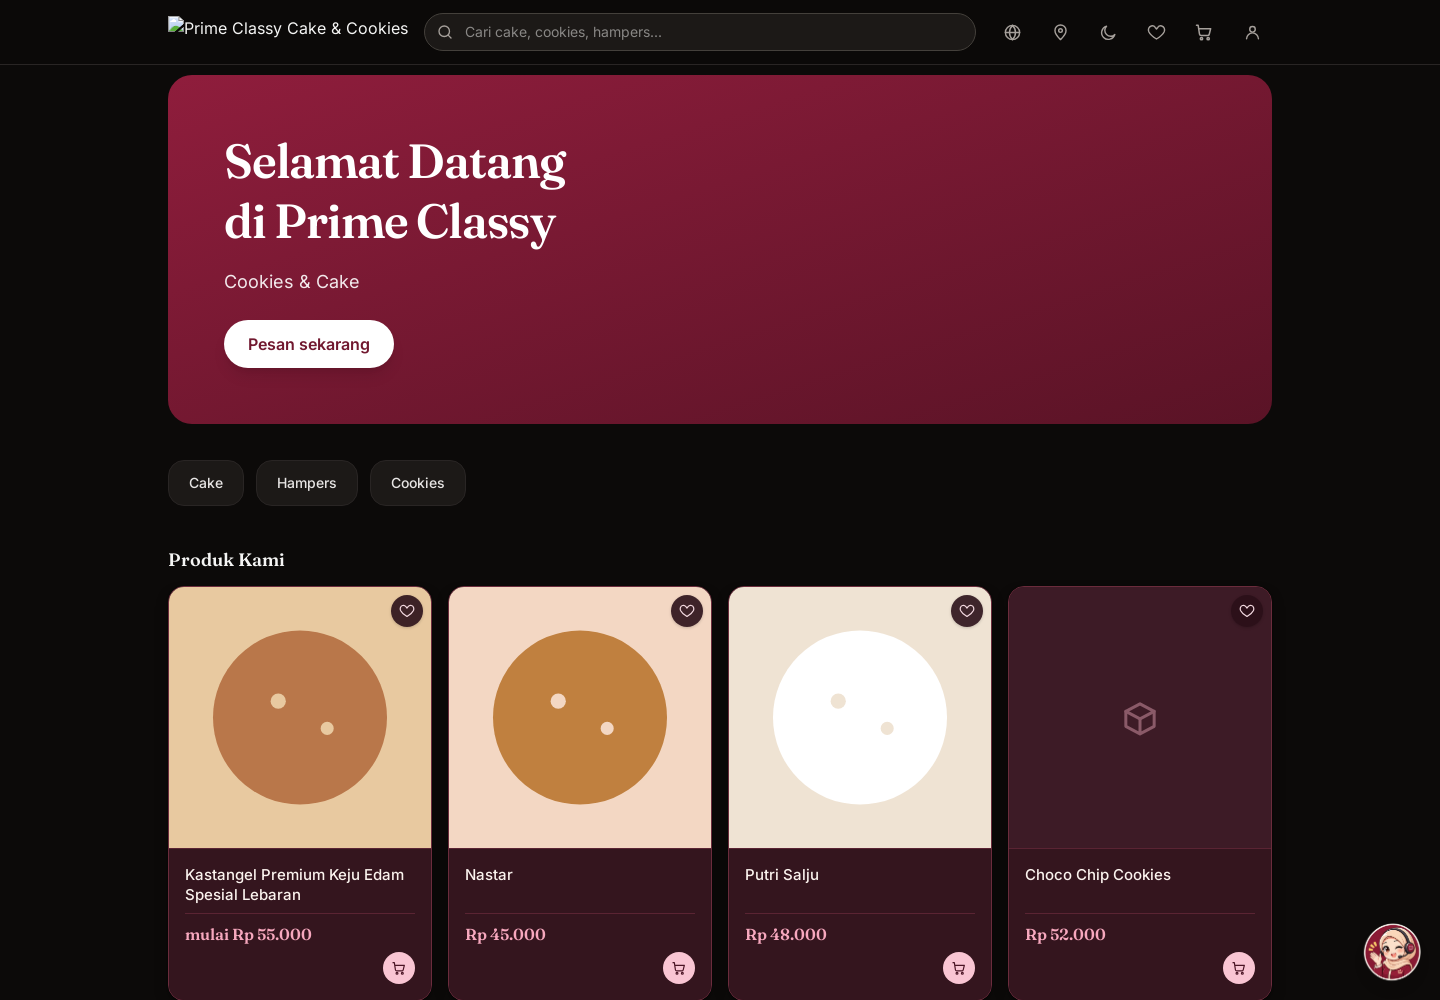 Prime Classy Cake & Cookies
Cari cake, cookies, hampers...
Selamat Datang
di Prime Classy
Cookies & Cake
Pesan sekarang
Cake
Hampers
Cookies
Produk Kami
Kastangel Premium Keju Edam
Spesial Lebaran
mulai Rp 55.000
Nastar
Rp 45.000
Putri Salju
Rp 48.000
Choco Chip Cookies
Rp 52.000